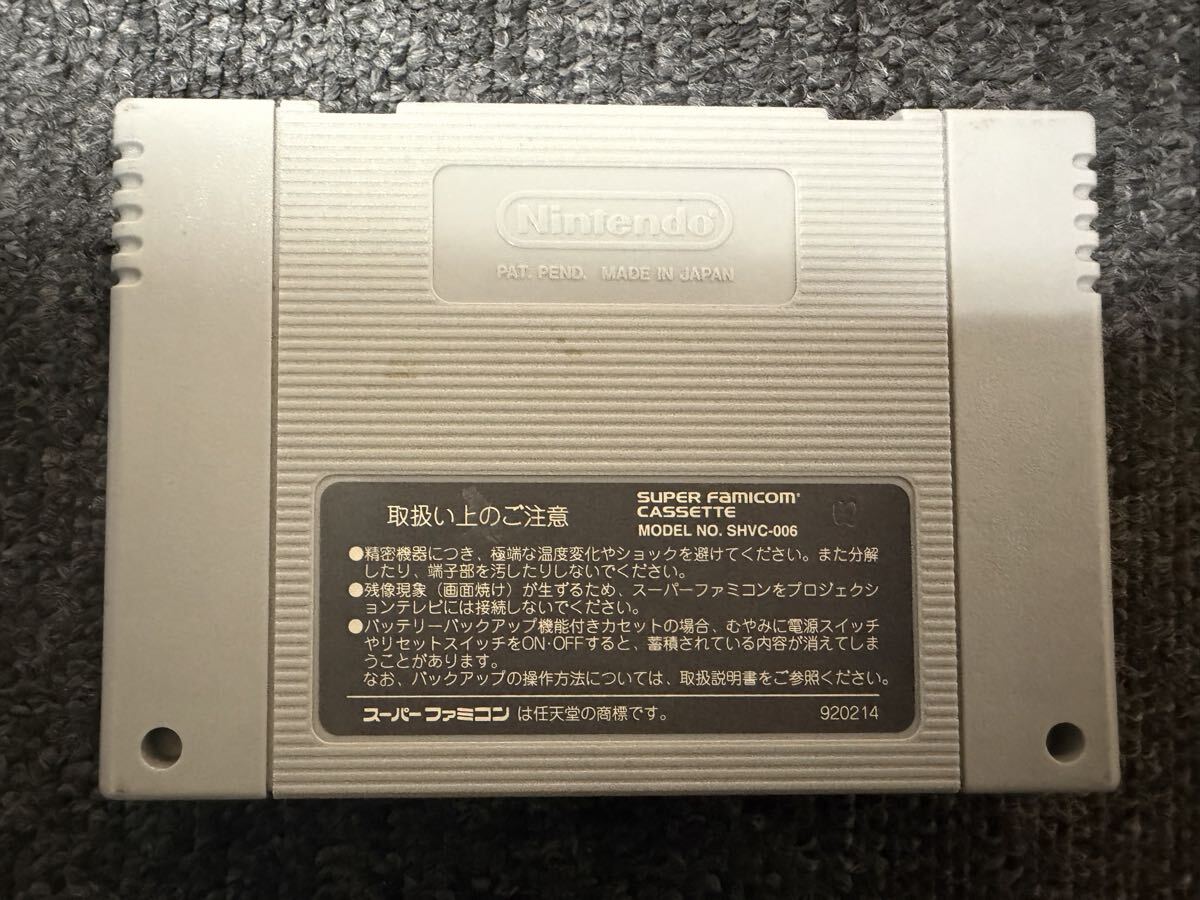 Nintendo
PAT. PEND. MADE IN JAPAN
取扱い上のご注意
SUPER FAMICOM
CASSETTE
MODEL NO. SHVC-006
●精密機器につき、極端な温度変化やショックを避けてください。また分解
したり、端子部を汚したりしないでください。
●残像現象（画面焼け）が生ずるため、スーパーファミコンをプロジェクシ
ョンテレビには接続しないでください。
●バッテリーバックアップ機能付きカセットの場合、むやみに電源スイッチ
やリセットスイッチをON・OFFすると、蓄積されている内容が消えてしま
うことがあります。
なお、バックアップの操作方法については、取扱説明書をご参照ください。
スーパーファミコンは任天堂の商標です。
920214